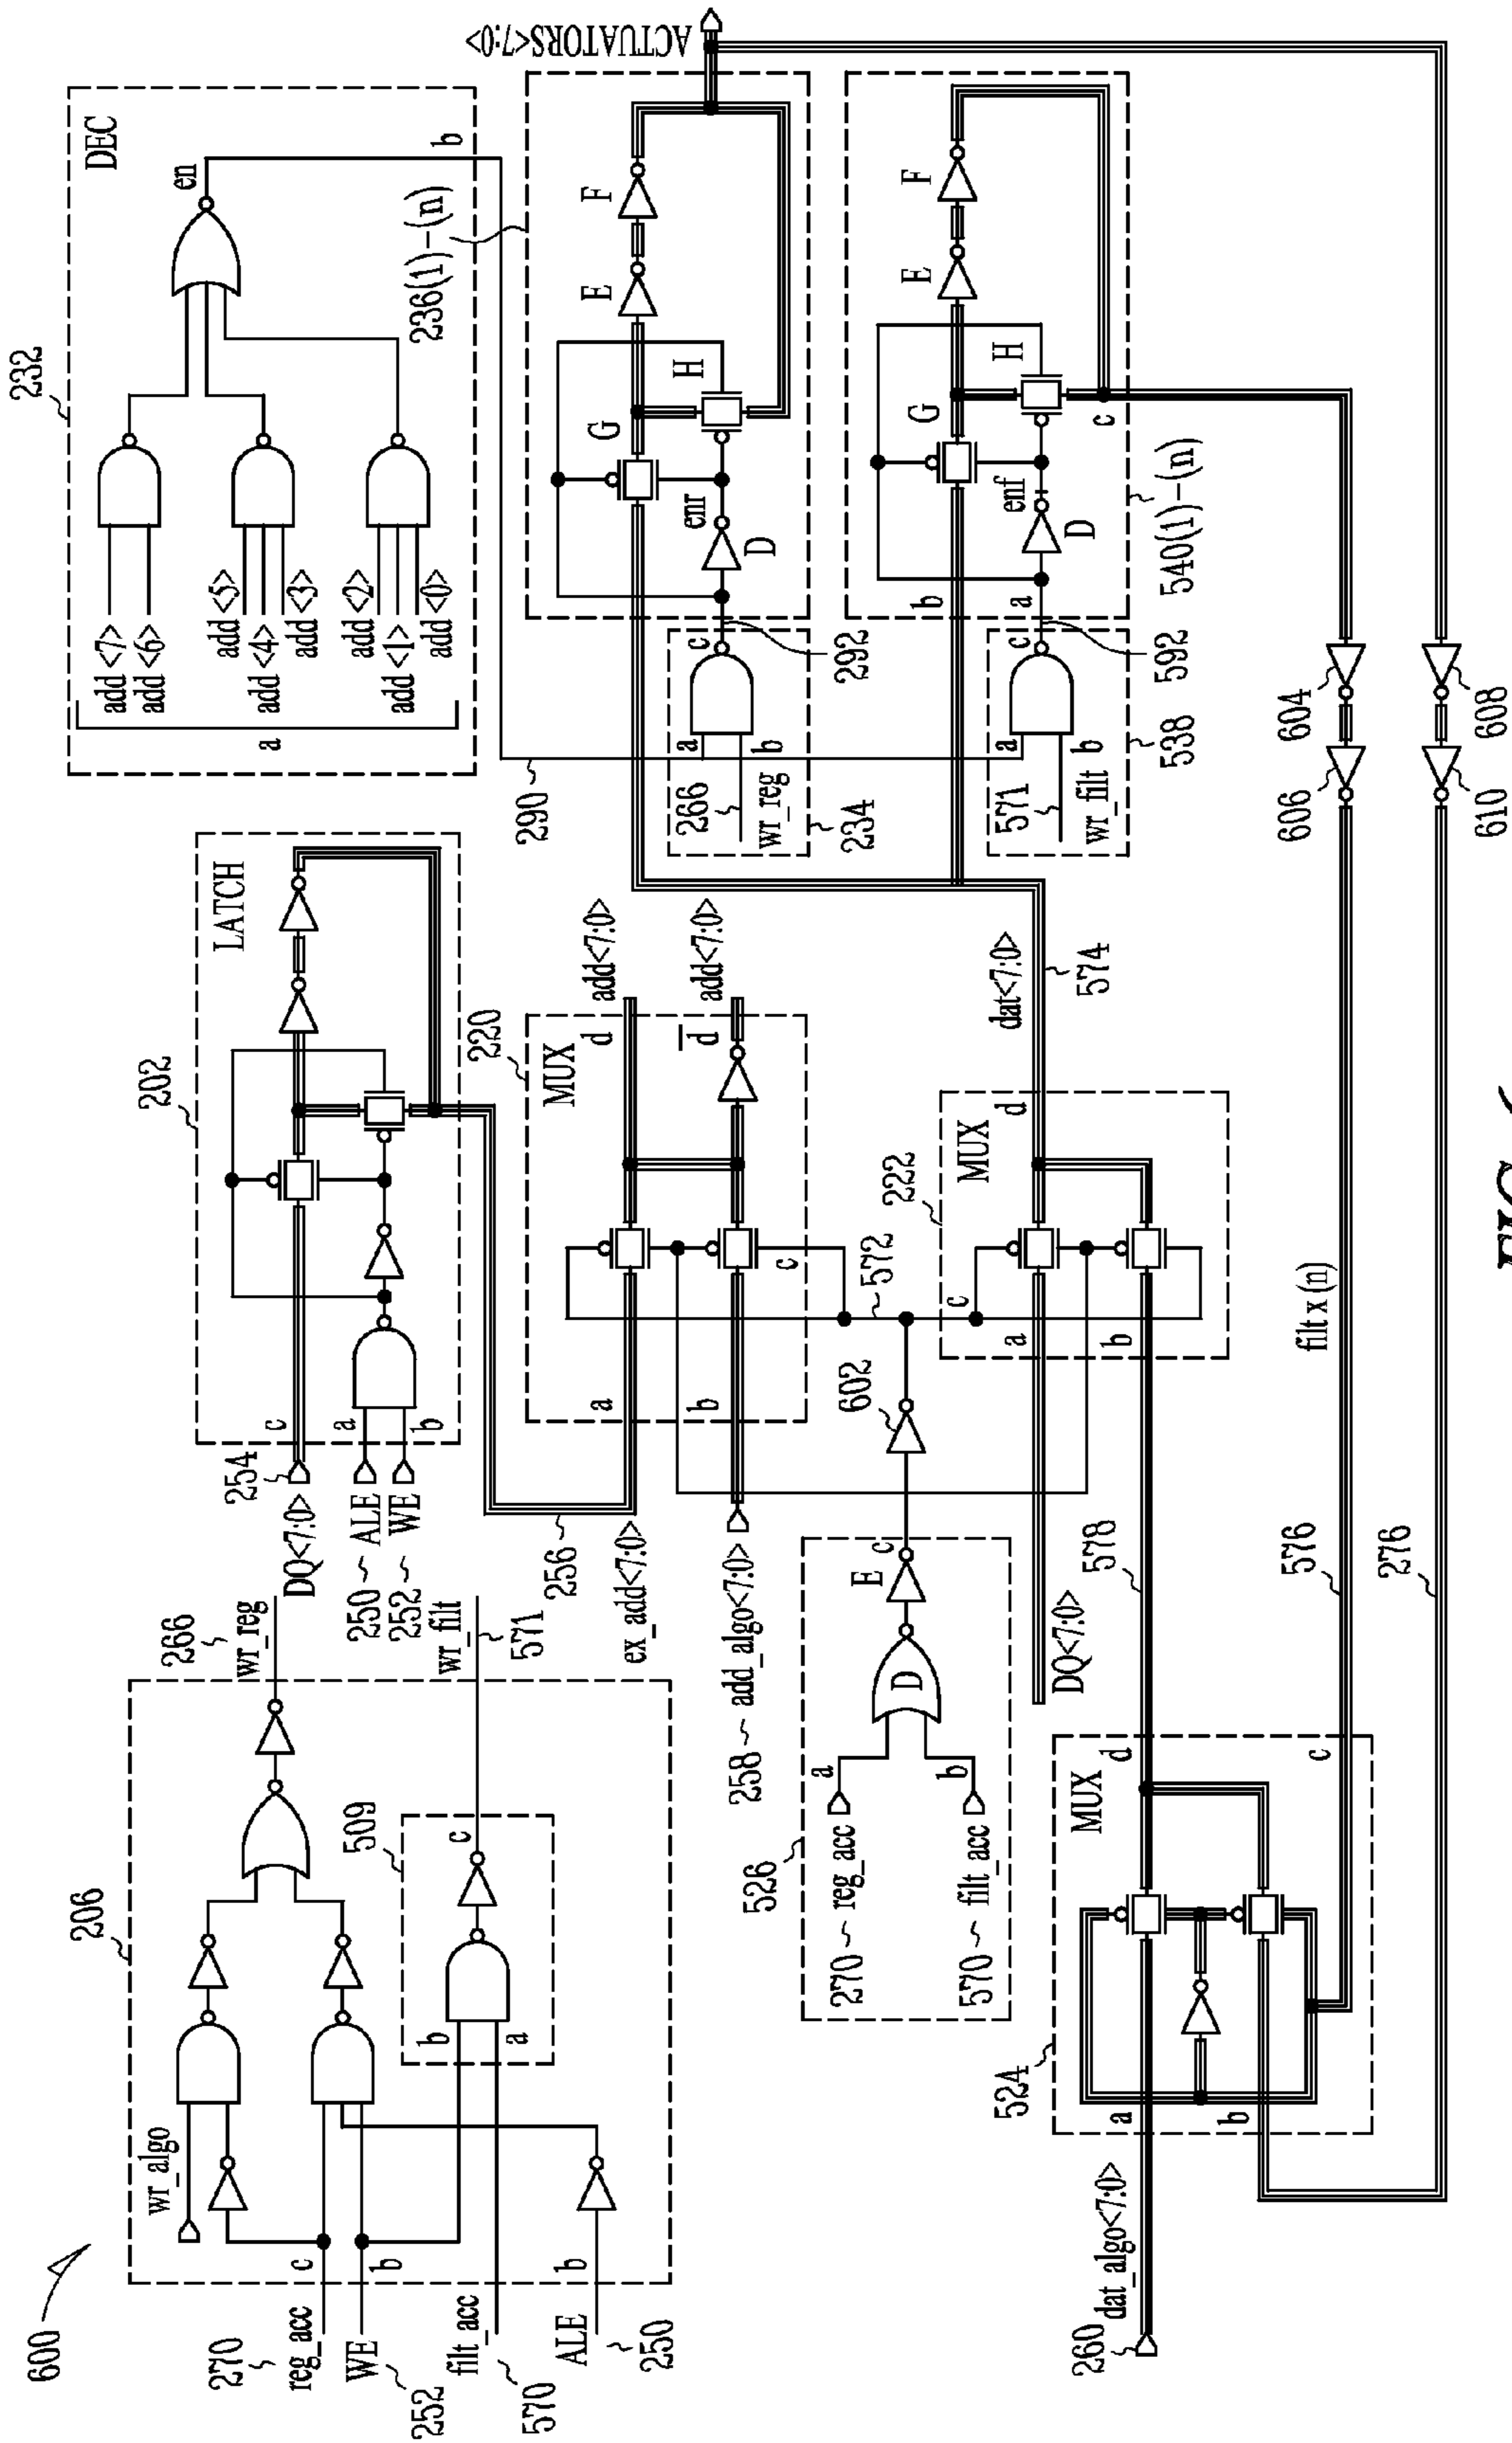 600
270
reg_acc
WE
252
filt_acc
570
ALE
250
206
wr_algo
c
b
b
509
b
a
c
266
wr_reg
wr_filt
571
202
LATCH
254
DQ<7:0>
c
250
ALE
a
252
WE
b
256
ex_add<7:0>
258
add_algo<7:0>
220
MUX
a
b
c
d
d
add<7:0>
add<7:0>
526
270
reg_acc
a
570
filt_acc
b
D
E
c
602
572
222
MUX
DQ<7:0>
a
b
c
d
dat<7:0>
574
578
524
MUX
260
dat_algo<7:0>
a
b
c
d
576
filt x (n)
276
604
606
608
610
232
DEC
add<7>
add<6>
add<5>
add<4>
add<3>
add<2>
add<1>
add<0>
a
en
b
290
236(1)-(n)
266
wr_reg
a
b
c
234
292
enr
D
G
H
E
F
ACTUATORS<7:0>
571
wr_filt
a
b
c
538
592
b
a
enf
D
G
H
E
F
c
540(1)-(n)